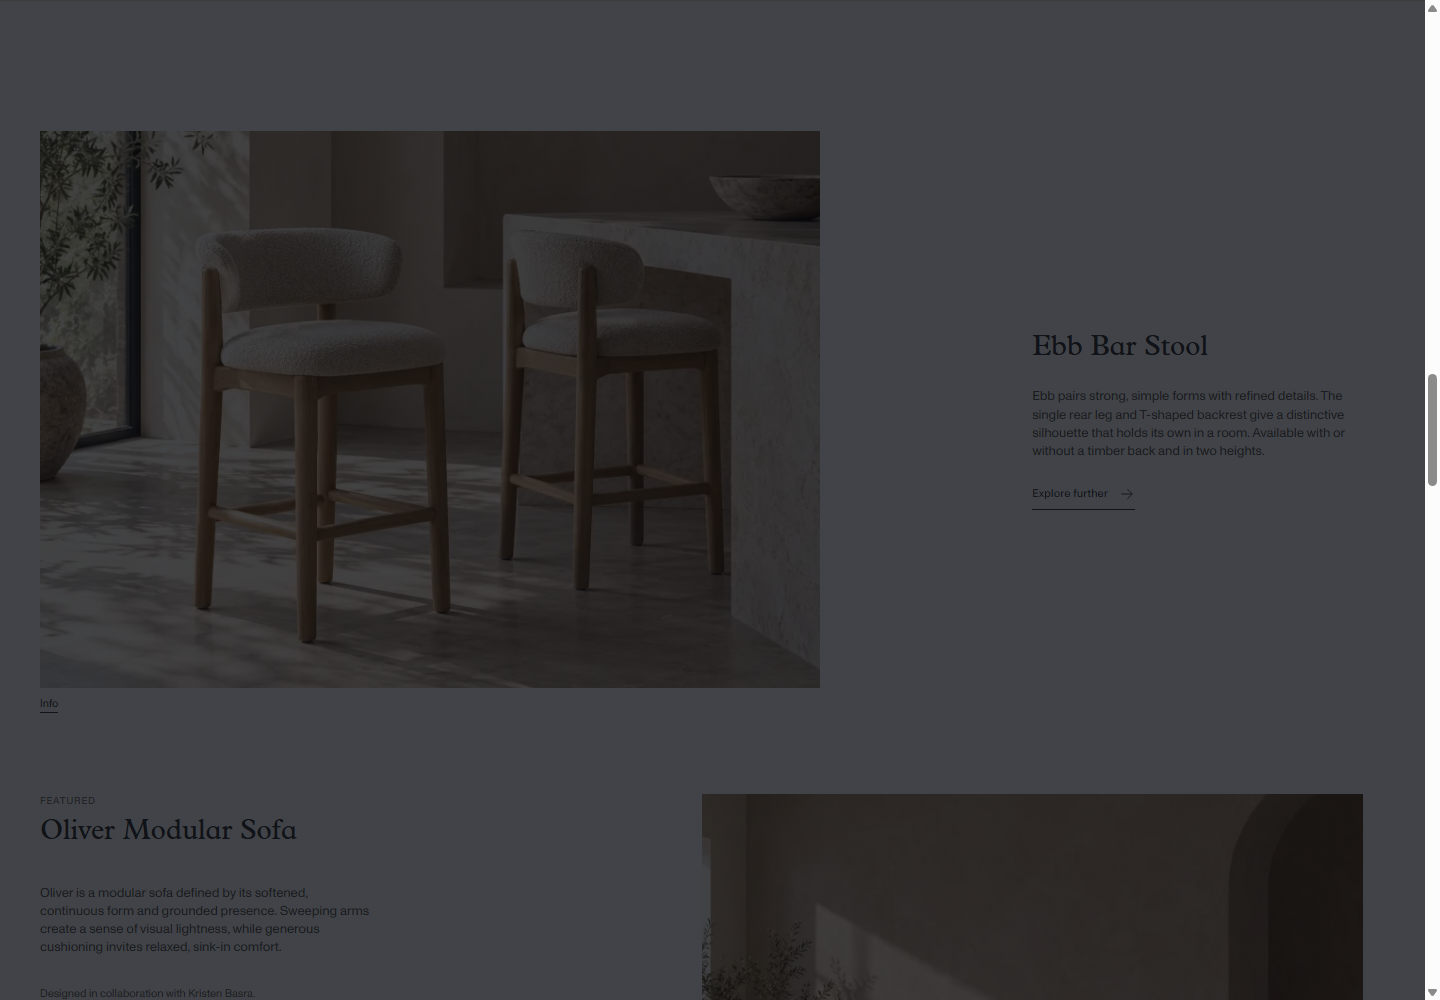 Ebb Bar Stool
Ebb pairs strong, simple forms with refined details. The
single rear leg and T-shaped backrest give a distinctive
silhouette that holds its own in a room. Available with or
without a timber back and in two heights.
Explore further
Info
FEATURED
Oliver Modular Sofa
Oliver is a modular sofa defined by its softened,
continuous form and grounded presence. Sweeping arms
create a sense of visual lightness, while generous
cushioning invites relaxed, sink-in comfort.
Designed in collaboration with Kristen Basra.